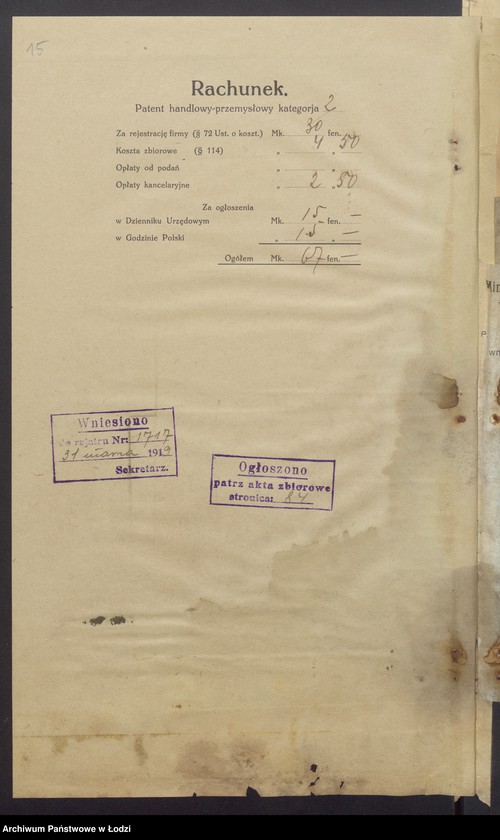 15
Rachunek.
Patent handlowy-przemysłowy kategorja 2
Za rejestrację firmy (§ 72 Ust. o koszt.) Mk. 30 fen.
Koszta zbiorowe (§ 114) " 4 " 50
Opłaty od podań " "
Opłaty kancelaryjne " 2 " 50
Za ogłoszenia
w Dzienniku Urzędowym Mk. 15 fen. —
w Godzinie Polski " 15 " —
Ogółem Mk. 67 fen. —
Wniesiono
do rejstru Nr: 1717
31 marca 1919
Sekretarz.
Ogłoszono
patrz akta zbiorowe
stronica: 84
Archiwum Państwowe w Łodzi